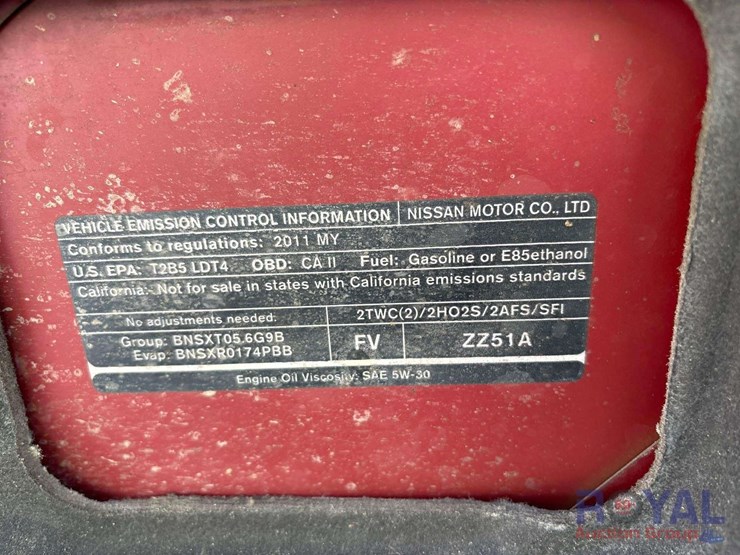 VEHICLE EMISSION CONTROL INFORMATION NISSAN MOTOR CO., LTD
Conforms to regulations: 2011 MY
U.S. EPA: T2B5 LDT4 OBD: CA II Fuel: Gasoline or E85ethanol
California: Not for sale in states with California emissions standards
No adjustments needed: 2TWC(2)/2HO2S/2AFS/SFI
Group: BNSXT05.6G9B
Evap: BNSXR0174PBB
FV
ZZ51A
Engine Oil Viscosity: SAE 5W-30
ROYAL
Auction Group